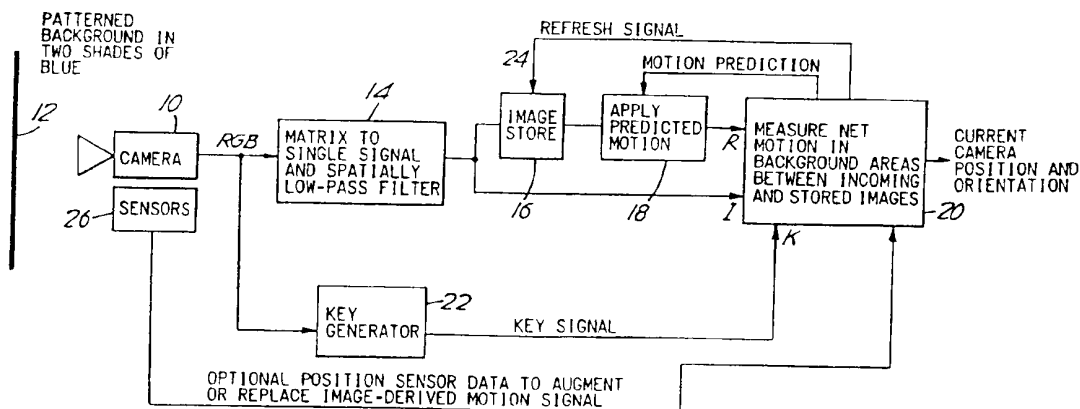 PATTERNED
BACKGROUND IN
TWO SHADES OF
BLUE
12
10
CAMERA
26
SENSORS
RGB
14
MATRIX TO
SINGLE SIGNAL
AND SPATIALLY
LOW-PASS FILTER
REFRESH SIGNAL
24
MOTION PREDICTION
IMAGE
STORE
16
APPLY
PREDICTED
MOTION
18
R
I
K
MEASURE NET
MOTION IN
BACKGROUND AREAS
BETWEEN INCOMING
AND STORED IMAGES
20
CURRENT
CAMERA
POSITION AND
ORIENTATION
KEY
GENERATOR
22
KEY SIGNAL
OPTIONAL POSITION SENSOR DATA TO AUGMENT
OR REPLACE IMAGE-DERIVED MOTION SIGNAL